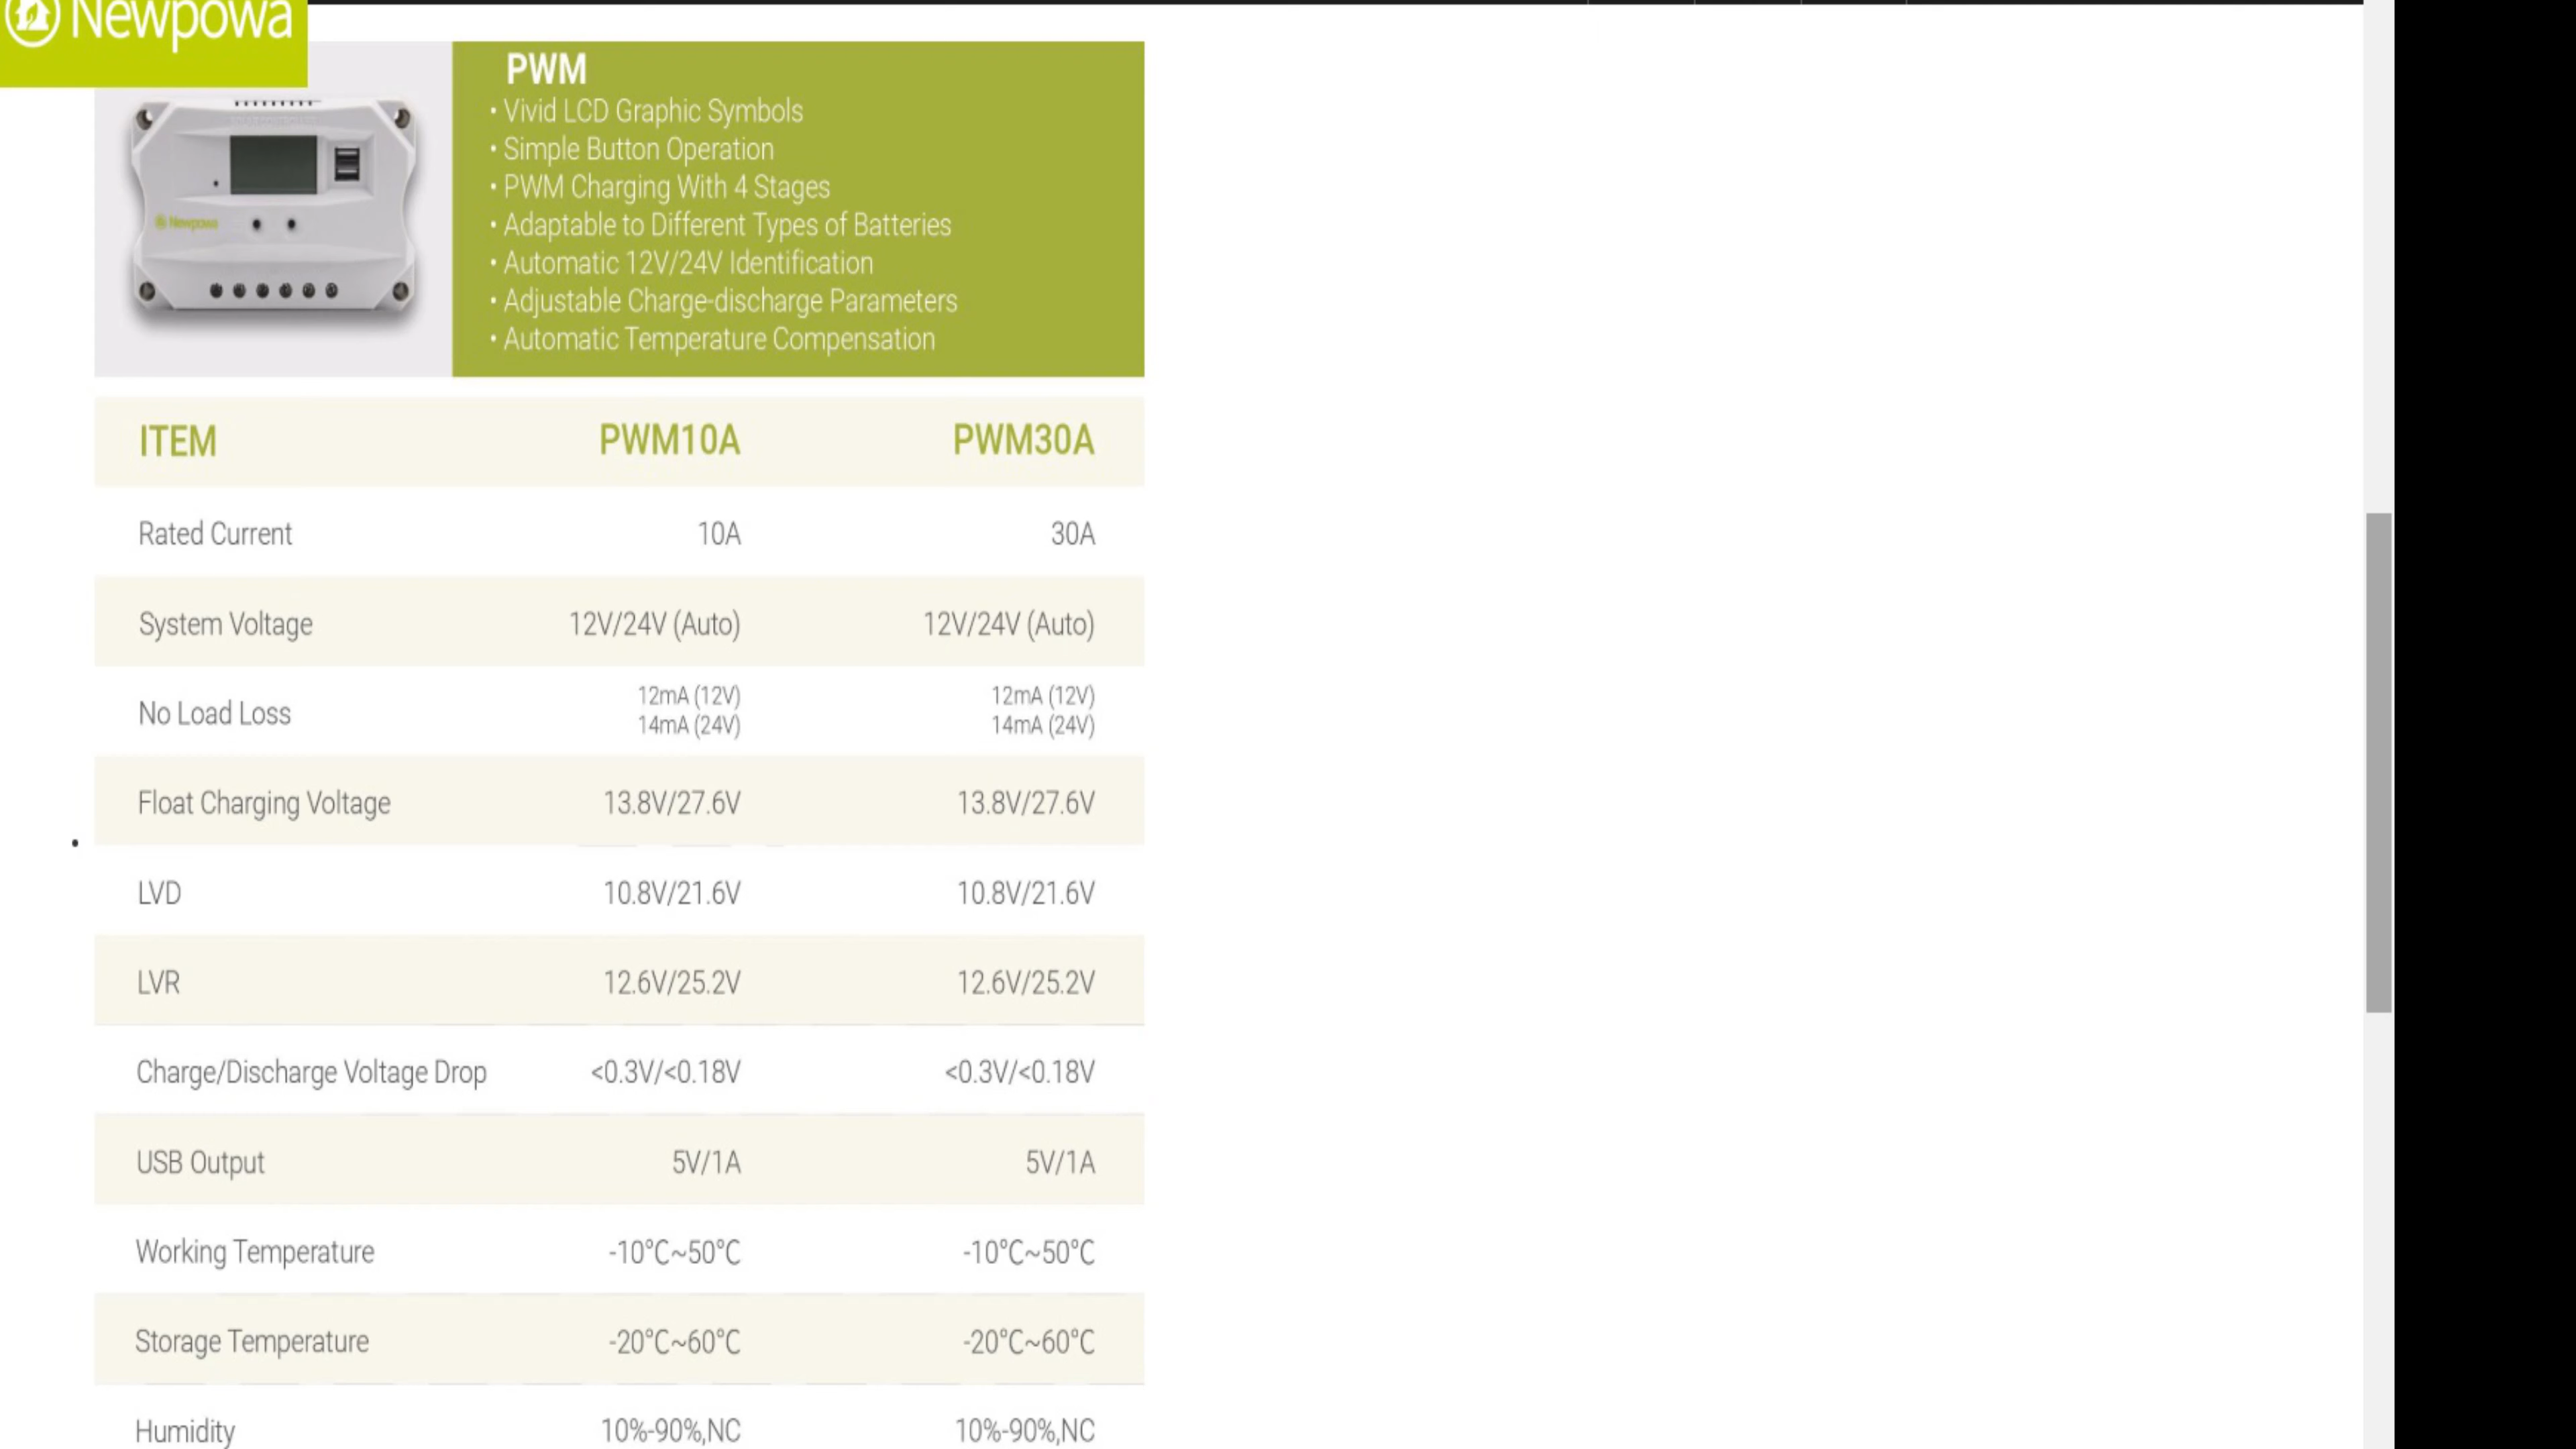 Newpowa
PWM
• Vivid LCD Graphic Symbols
• Simple Button Operation
• PWM Charging With 4 Stages
• Adaptable to Different Types of Batteries
• Automatic 12V/24V Identification
• Adjustable Charge-discharge Parameters
• Automatic Temperature Compensation
Newpowa
ITEM PWM10A PWM30A
Rated Current 10A 30A
System Voltage 12V/24V (Auto) 12V/24V (Auto)
No Load Loss 12mA (12V) 12mA (12V)
14mA (24V) 14mA (24V)
Float Charging Voltage 13.8V/27.6V 13.8V/27.6V
LVD 10.8V/21.6V 10.8V/21.6V
LVR 12.6V/25.2V 12.6V/25.2V
Charge/Discharge Voltage Drop <0.3V/<0.18V <0.3V/<0.18V
USB Output 5V/1A 5V/1A
Working Temperature -10°C~50°C -10°C~50°C
Storage Temperature -20°C~60°C -20°C~60°C
Humidity 10%-90%,NC 10%-90%,NC